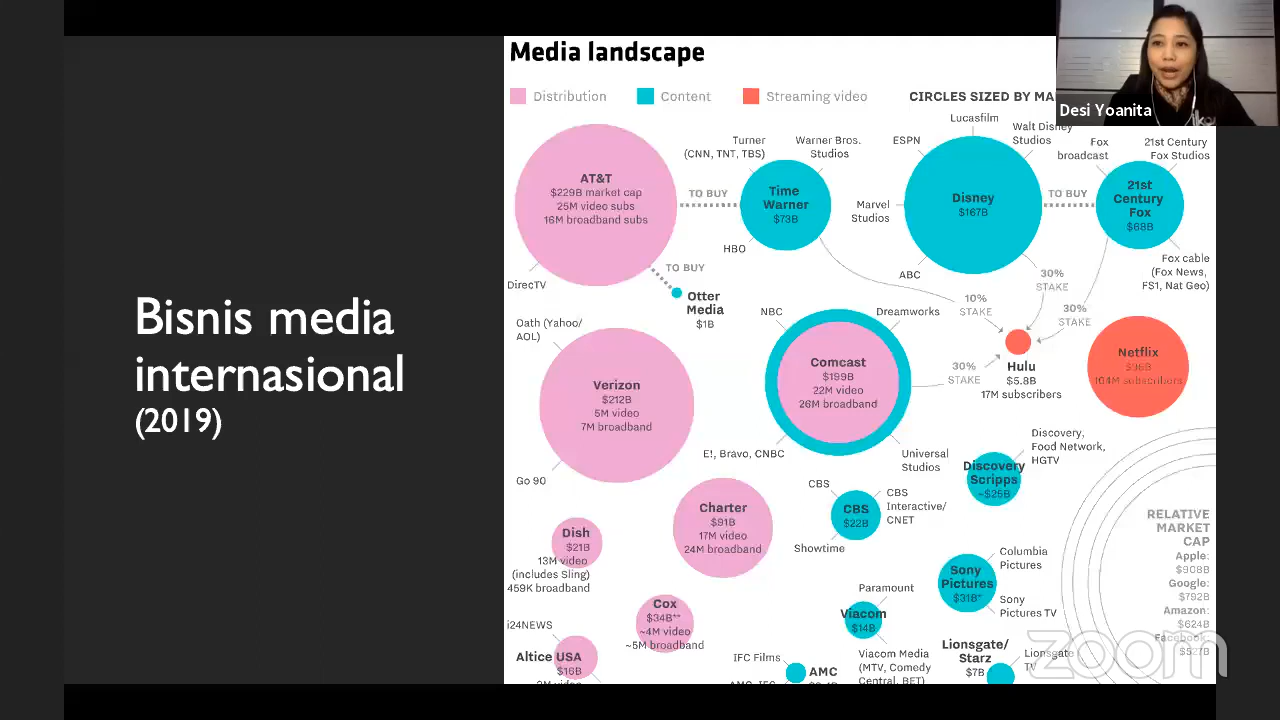 Media landscape
Distribution
Content
Streaming video
CIRCLES SIZED BY
Desi Yoanita
Bisnis media
internasional
(2019)
AT&T
$229B market cap
25M video subs
16M broadband subs
DirecTV
TO BUY
Turner
(CNN, TNT, TBS)
Warner Bros.
Studios
Time
Warner
$73B
HBO
TO BUY
Otter
Media
$1B
Lucasfilm
ESPN
Walt Disney
Studios
Marvel
Studios
Disney
$167B
ABC
TO BUY
Fox
broadcast
21st Century
Fox Studios
21st
Century
Fox
$68B
Fox cable
(Fox News,
FS1, Nat Geo)
30%
STAKE
10%
STAKE
30%
STAKE
30%
STAKE
Hulu
$5.8B
17M subscribers
Netflix
subscribers
Oath (Yahoo/
AOL)
Verizon
$212B
5M video
7M broadband
Go 90
NBC
Dreamworks
Comcast
$199B
22M video
26M broadband
E!, Bravo, CNBC
Universal
Studios
Discovery,
Food Network,
HGTV
Discovery
Scripps
~$25B
Charter
$91B
17M video
24M broadband
CBS
CBS
Interactive/
CNET
CBS
$22B
Showtime
Dish
$21B
13M video
(includes Sling)
459K broadband
Columbia
Pictures
Sony
Pictures
$31B*
Sony
Pictures TV
RELATIVE
MARKET
CAP
Apple:
$908B
Google:
$792B
Amazon:
$624B
Facebook:
$527B
Cox
$34B**
~4M video
~5M broadband
Paramount
Viacom
$14B
Viacom Media
(MTV, Comedy
Central, BET)
i24NEWS
Altice USA
$16B
IFC Films
AMC
Lionsgate/
Starz
$7B
Lionsgate
zoom